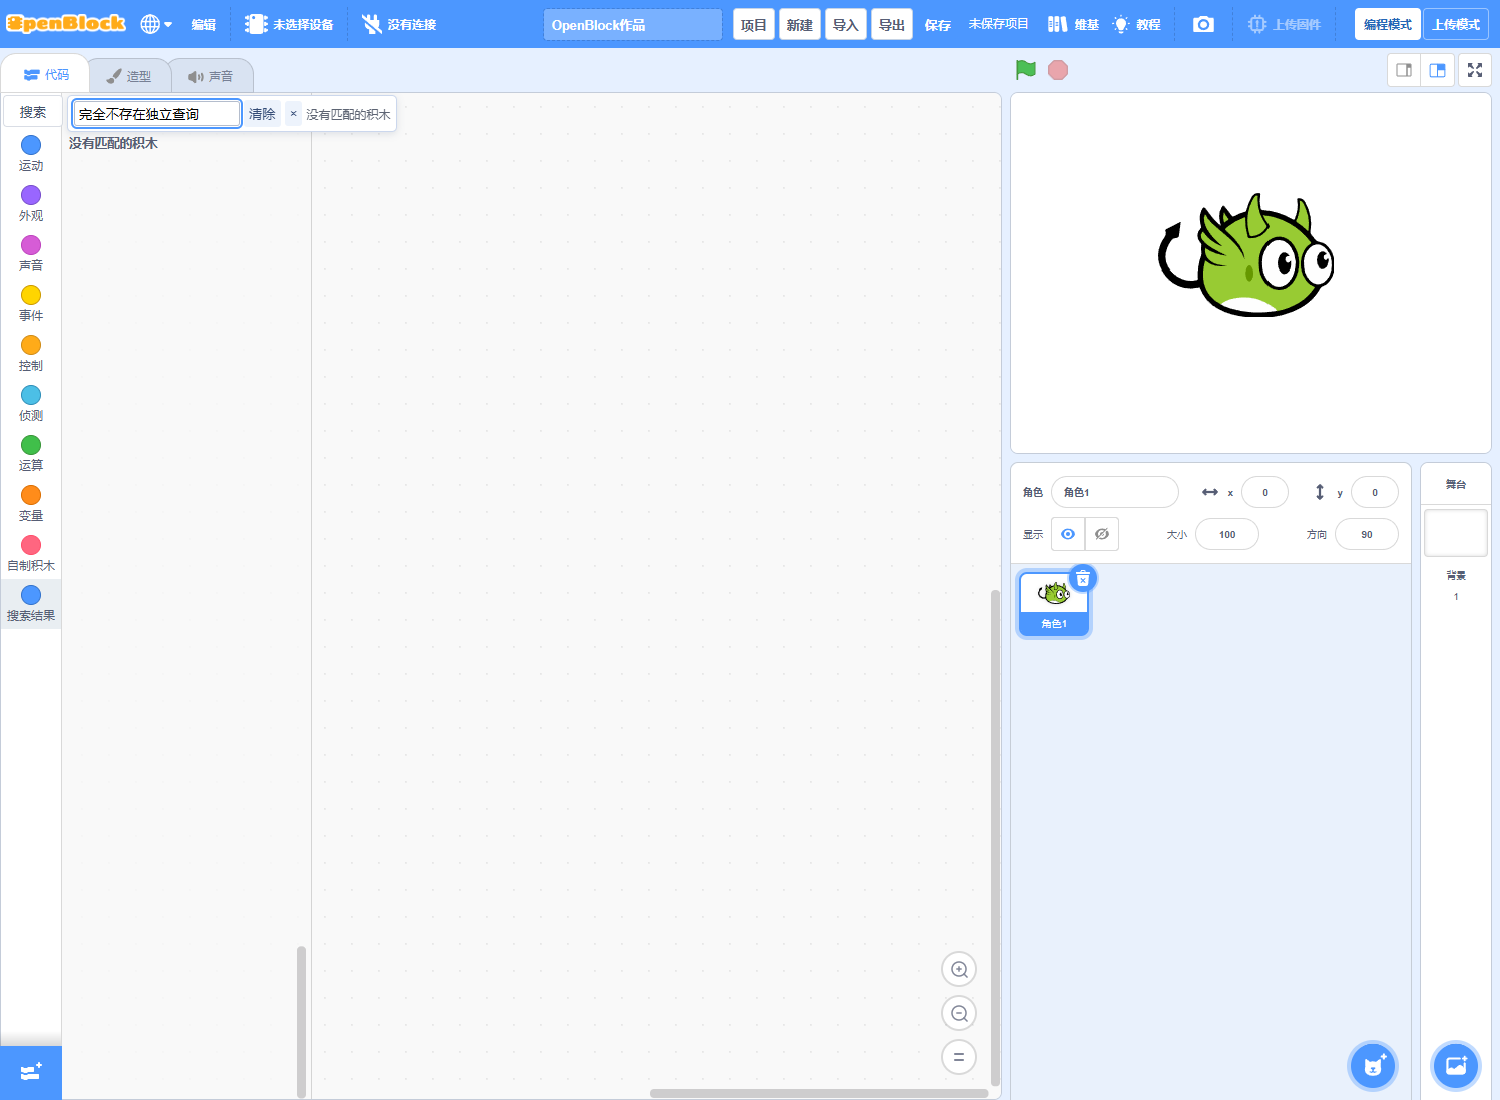 OpenBlock
编辑
未选择设备
没有连接
OpenBlock作品
项目
新建
导入
导出
保存
未保存项目
维基
教程
上传固件
编程模式
上传模式
代码
造型
声音
搜索
完全不存在独立查询
清除
×
没有匹配的积木
没有匹配的积木
运动
外观
声音
事件
控制
侦测
运算
变量
自制积木
搜索结果
角色
角色1
x
0
y
0
显示
大小
100
方向
90
角色1
舞台
背景
1